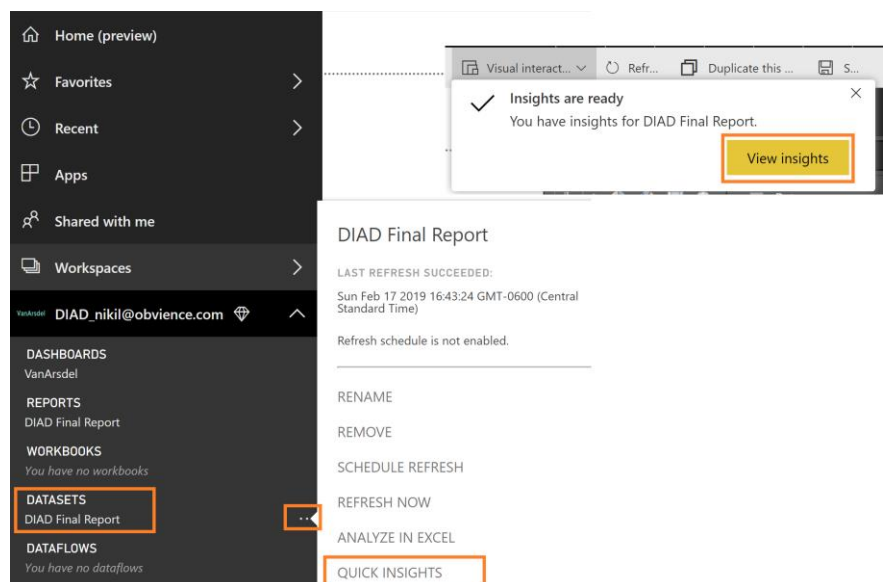 Home (preview)
Favorites
Recent
Apps
Shared with me
Workspaces
VanArsdel DIAD_nikil@obvience.com
DASHBOARDS
VanArsdel
REPORTS
DIAD Final Report
WORKBOOKS
You have no workbooks
DATASETS
DIAD Final Report
DATAFLOWS
You have no dataflows
Visual interact... Refr... Duplicate this ... S...
Insights are ready
You have insights for DIAD Final Report.
View insights
DIAD Final Report
LAST REFRESH SUCCEEDED:
Sun Feb 17 2019 16:43:24 GMT-0600 (Central
Standard Time)
Refresh schedule is not enabled.
RENAME
REMOVE
SCHEDULE REFRESH
REFRESH NOW
ANALYZE IN EXCEL
QUICK INSIGHTS